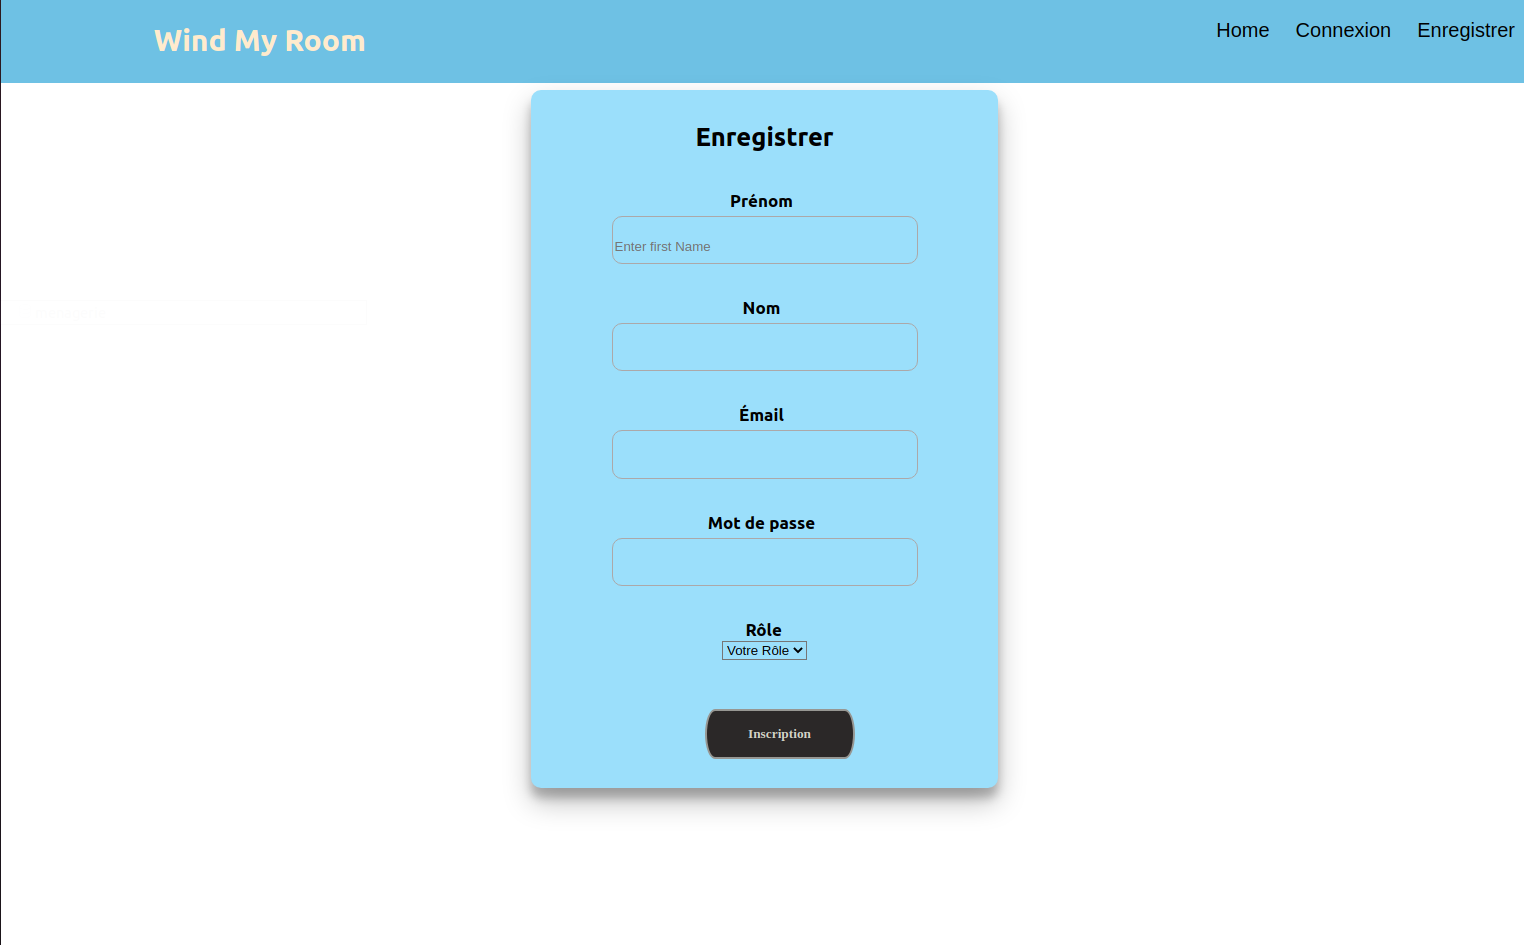 Wind My Room
Home Connexion Enregistrer
Enregistrer
Prénom
Enter first Name
Nom
Émail
Mot de passe
Rôle
Votre Rôle
Inscription